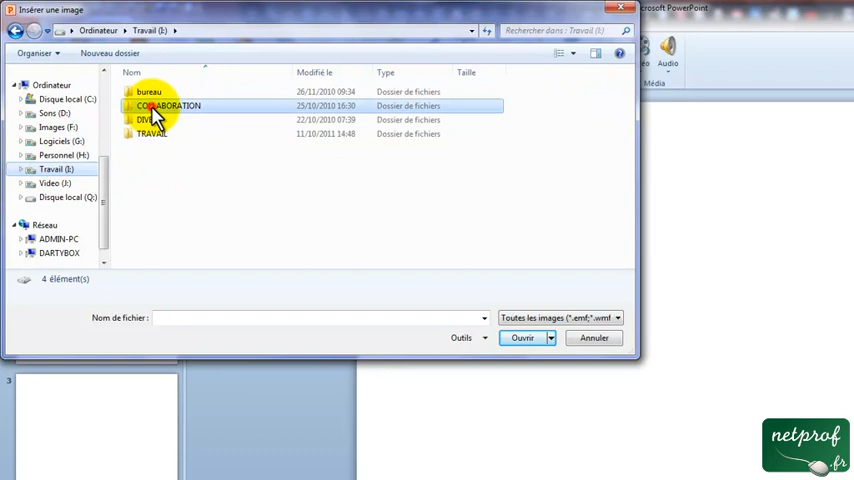 Insérer une image
Microsoft PowerPoint
Ordinateur Travail (I:)
Rechercher dans : Travail (I:)
Organiser Nouveau dossier
Audio
Média
Nom Modifié le Type Taille
Ordinateur
Disque local (C:)
Sons (D:)
Images (F:)
Logiciels (G:)
Personnel (H:)
Travail (I:)
Video (J:)
Disque local (Q:)
Réseau
ADMIN-PC
DARTYBOX
bureau 26/11/2010 09:34 Dossier de fichiers
COLLABORATION 25/10/2010 16:30 Dossier de fichiers
22/10/2010 07:39 Dossier de fichiers
TRAVAIL 11/10/2011 14:48 Dossier de fichiers
4 élément(s)
Nom de fichier :
Toutes les images (*.emf;*.wmf
Outils Ouvrir Annuler
3
netprof
.fr